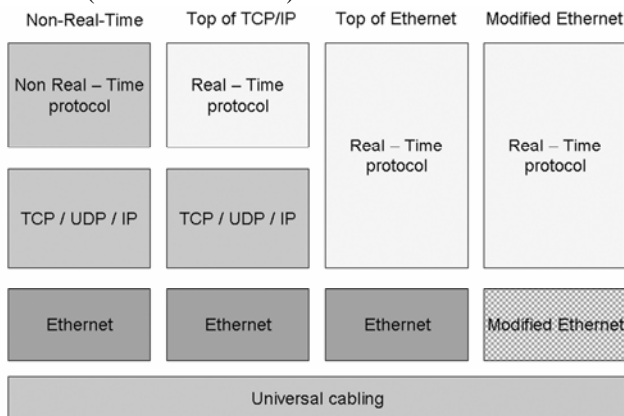 Non-Real-Time
Top of TCP/IP
Top of Ethernet
Modified Ethernet
Non Real – Time
protocol
Real – Time
protocol
Real – Time
protocol
Real – Time
protocol
TCP / UDP / IP
TCP / UDP / IP
Ethernet
Ethernet
Ethernet
Modified Ethernet
Universal cabling